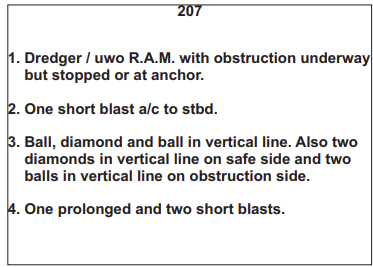 207
1. Dredger / uwo R.A.M. with obstruction underway
but stopped or at anchor.
2. One short blast a/c to stbd.
3. Ball, diamond and ball in vertical line. Also two
diamonds in vertical line on safe side and two
balls in vertical line on obstruction side.
4. One prolonged and two short blasts.